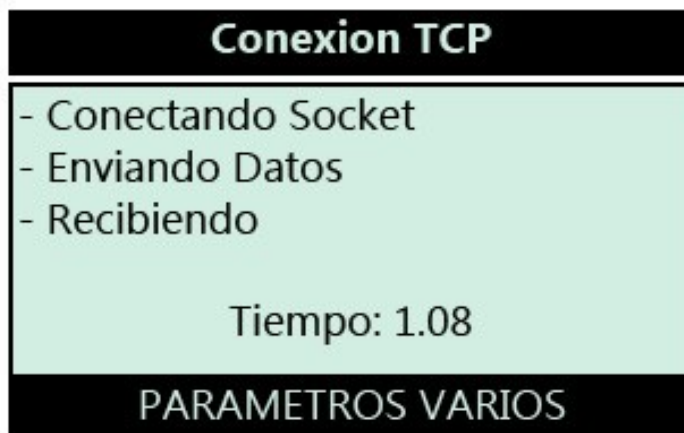 Conexion TCP
- Conectando Socket
- Enviando Datos
- Recibiendo
Tiempo: 1.08
PARAMETROS VARIOS